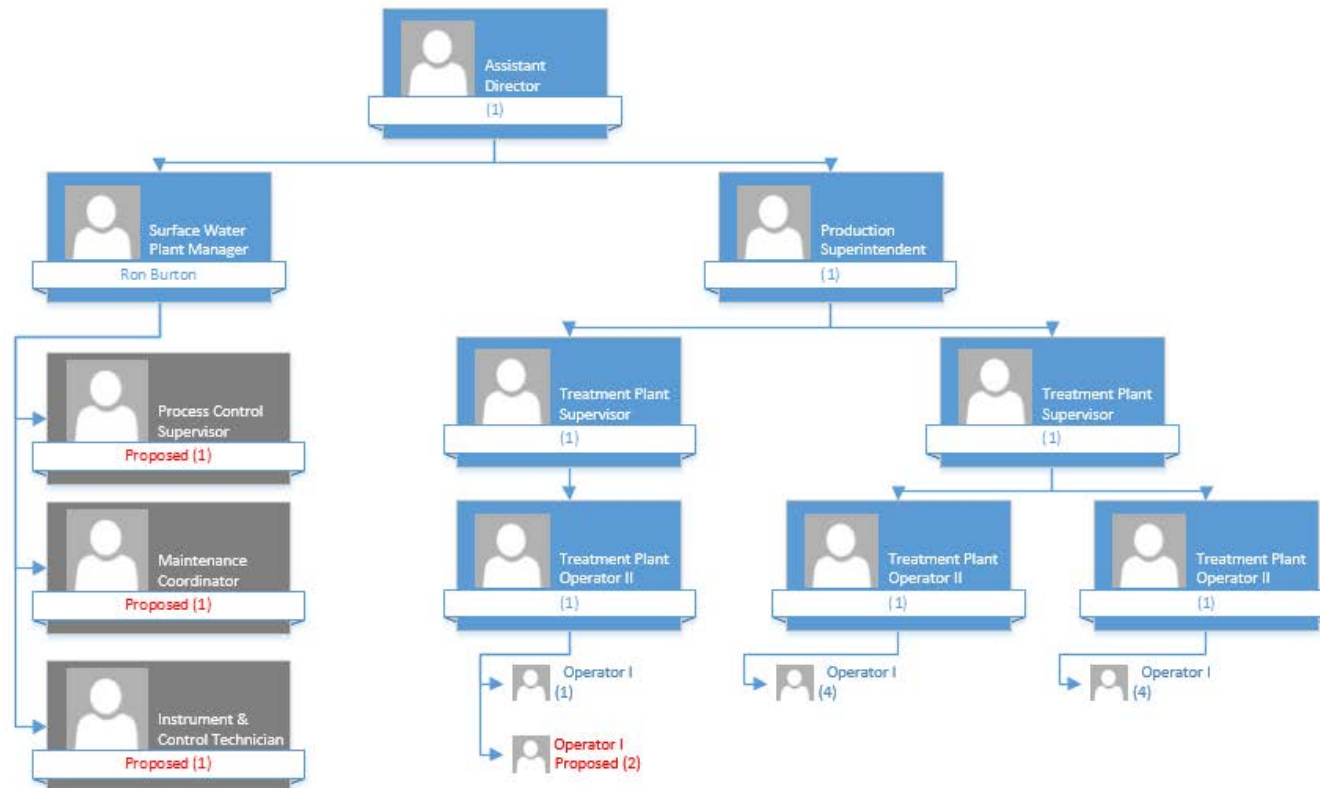 Assistant
Director
(1)
Surface Water
Plant Manager
Ron Burton
Production
Superintendent
(1)
Process Control
Supervisor
Proposed (1)
Maintenance
Coordinator
Proposed (1)
Instrument &
Control Technician
Proposed (1)
Treatment Plant
Supervisor
(1)
Treatment Plant
Supervisor
(1)
Treatment Plant
Operator II
(1)
Treatment Plant
Operator II
(1)
Treatment Plant
Operator II
(1)
Operator I
(1)
Operator I
Proposed (2)
Operator I
(4)
Operator I
(4)